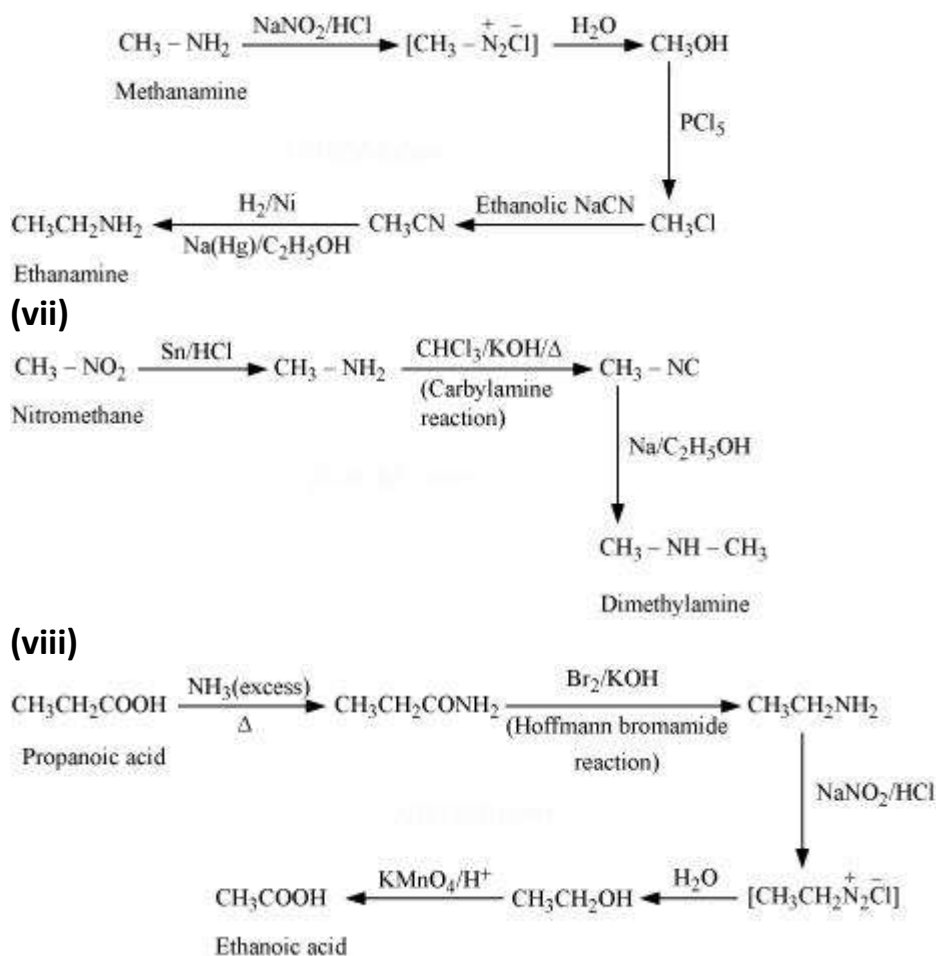 CH₃ – NH₂ NaNO₂/HCl [CH₃ – N⁺₂Cl⁻] H₂O CH₃OH
Methanamine
PCl₅
CH₃CH₂NH₂ H₂/Ni Na(Hg)/C₂H₅OH CH₃CN Ethanolic NaCN CH₃Cl
Ethanamine
(vii)
CH₃ – NO₂ Sn/HCl CH₃ – NH₂ CHCl₃/KOH/Δ CH₃ – NC
Nitromethane
(Carbylamine
reaction)
Na/C₂H₅OH
CH₃ – NH – CH₃
Dimethylamine
(viii)
CH₃CH₂COOH NH₃(excess) Δ CH₃CH₂CONH₂ Br₂/KOH CH₃CH₂NH₂
Propanoic acid
(Hoffmann bromamide
reaction)
NaNO₂/HCl
CH₃COOH KMnO₄/H⁺ CH₃CH₂OH H₂O [CH₃CH₂N⁺₂Cl⁻]
Ethanoic acid